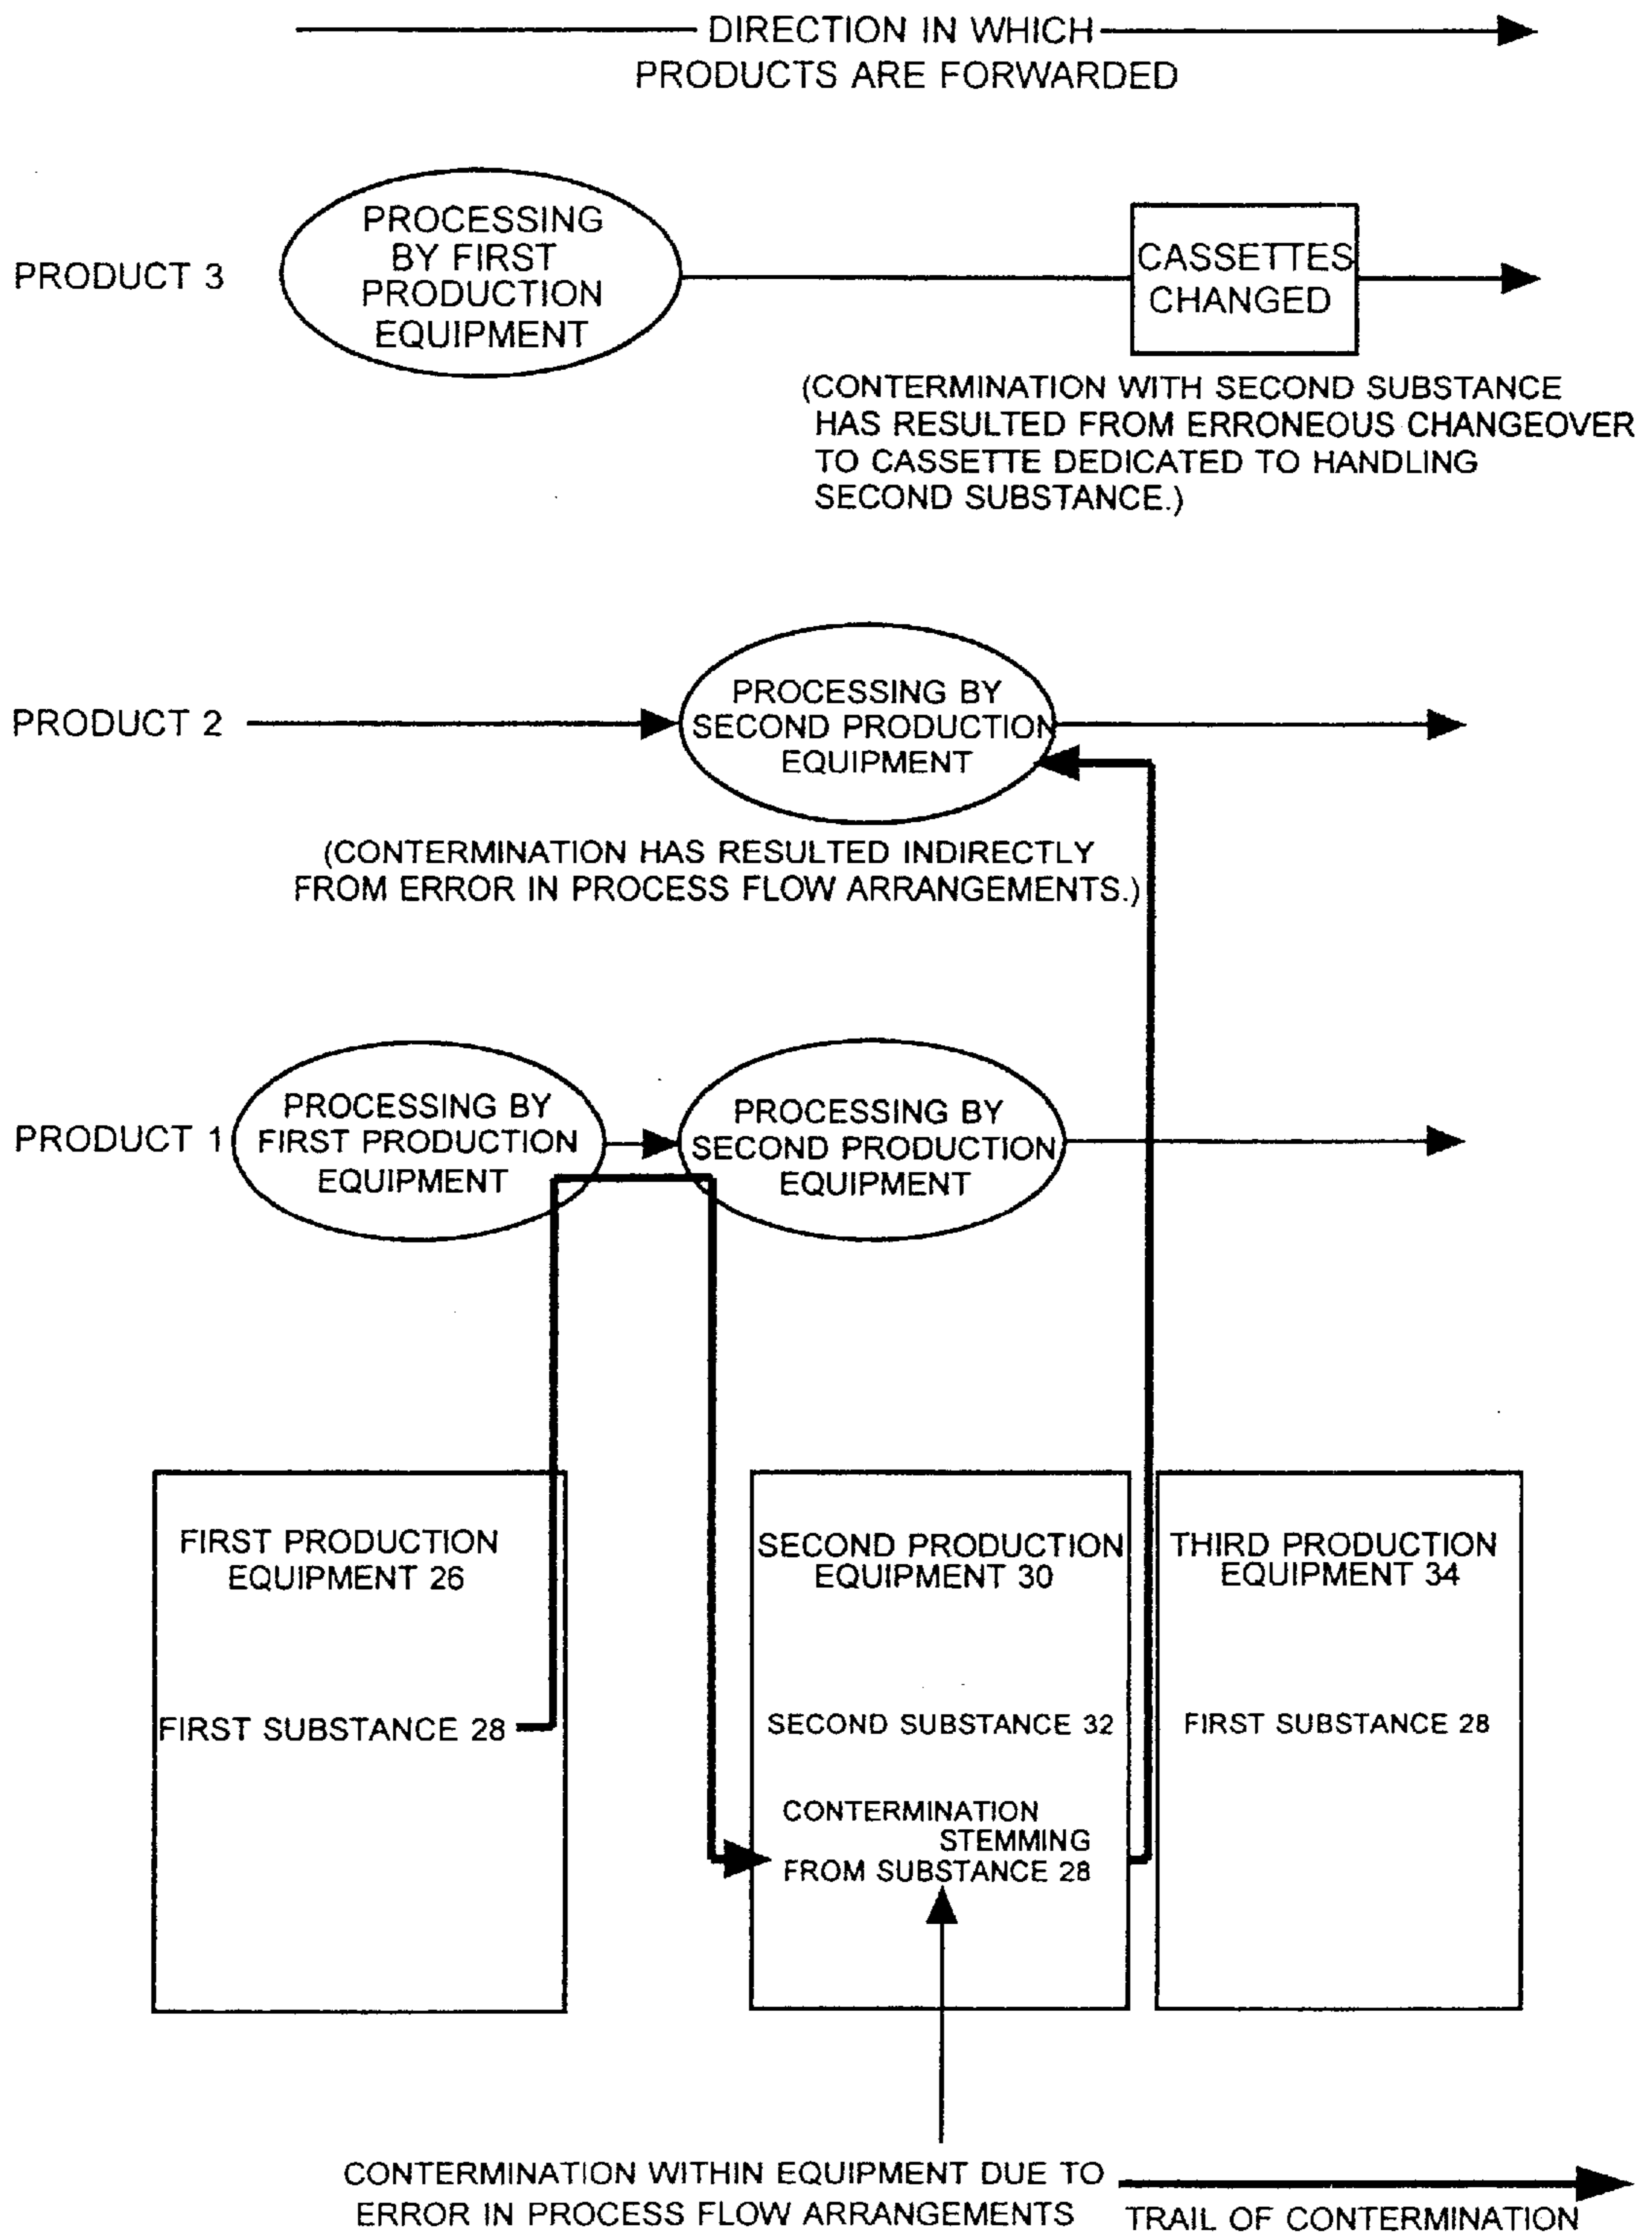 DIRECTION IN WHICH
PRODUCTS ARE FORWARDED
PROCESSING
BY FIRST
PRODUCTION
EQUIPMENT
PRODUCT 3
CASSETTES
CHANGED
(CONTERMINATION WITH SECOND SUBSTANCE
HAS RESULTED FROM ERRONEOUS CHANGEOVER
TO CASSETTE DEDICATED TO HANDLING
SECOND SUBSTANCE.)
PRODUCT 2
PROCESSING BY
SECOND PRODUCTION
EQUIPMENT
(CONTERMINATION HAS RESULTED INDIRECTLY
FROM ERROR IN PROCESS FLOW ARRANGEMENTS.)
PRODUCT 1
PROCESSING BY
FIRST PRODUCTION
EQUIPMENT
PROCESSING BY
SECOND PRODUCTION
EQUIPMENT
FIRST PRODUCTION
EQUIPMENT 26
FIRST SUBSTANCE 28
SECOND PRODUCTION
EQUIPMENT 30
SECOND SUBSTANCE 32
CONTERMINATION
STEMMING
FROM SUBSTANCE 28
THIRD PRODUCTION
EQUIPMENT 34
FIRST SUBSTANCE 28
CONTERMINATION WITHIN EQUIPMENT DUE TO
ERROR IN PROCESS FLOW ARRANGEMENTS
TRAIL OF CONTERMINATION